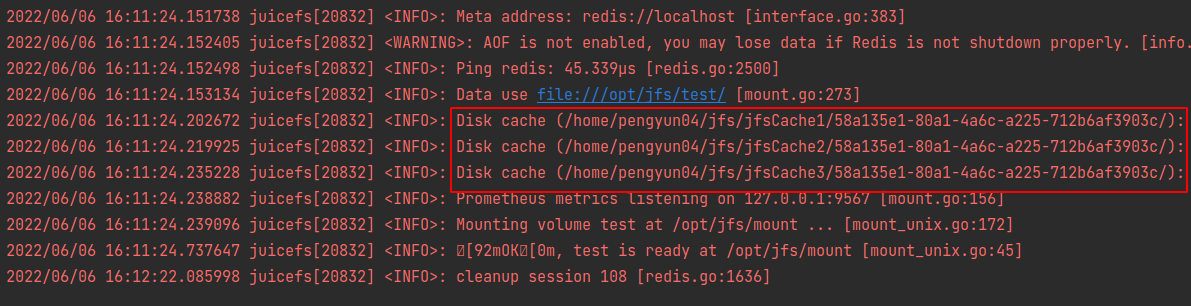 2022/06/06 16:11:24.151738 juicefs[20832] <INFO>: Meta address: redis://localhost [interface.go:383]
2022/06/06 16:11:24.152405 juicefs[20832] <WARNING>: AOF is not enabled, you may lose data if Redis is not shutdown properly. [info.
2022/06/06 16:11:24.152498 juicefs[20832] <INFO>: Ping redis: 45.339µs [redis.go:2500]
2022/06/06 16:11:24.153134 juicefs[20832] <INFO>: Data use file:///opt/jfs/test/ [mount.go:273]
2022/06/06 16:11:24.202672 juicefs[20832] <INFO>: Disk cache (/home/pengyun04/jfs/jfsCache1/58a135e1-80a1-4a6c-a225-712b6af3903c/):
2022/06/06 16:11:24.219925 juicefs[20832] <INFO>: Disk cache (/home/pengyun04/jfs/jfsCache2/58a135e1-80a1-4a6c-a225-712b6af3903c/):
2022/06/06 16:11:24.235228 juicefs[20832] <INFO>: Disk cache (/home/pengyun04/jfs/jfsCache3/58a135e1-80a1-4a6c-a225-712b6af3903c/):
2022/06/06 16:11:24.238882 juicefs[20832] <INFO>: Prometheus metrics listening on 127.0.0.1:9567 [mount.go:156]
2022/06/06 16:11:24.239096 juicefs[20832] <INFO>: Mounting volume test at /opt/jfs/mount ... [mount_unix.go:172]
2022/06/06 16:11:24.737647 juicefs[20832] <INFO>: [92mOK[0m, test is ready at /opt/jfs/mount [mount_unix.go:45]
2022/06/06 16:12:22.085998 juicefs[20832] <INFO>: cleanup session 108 [redis.go:1636]